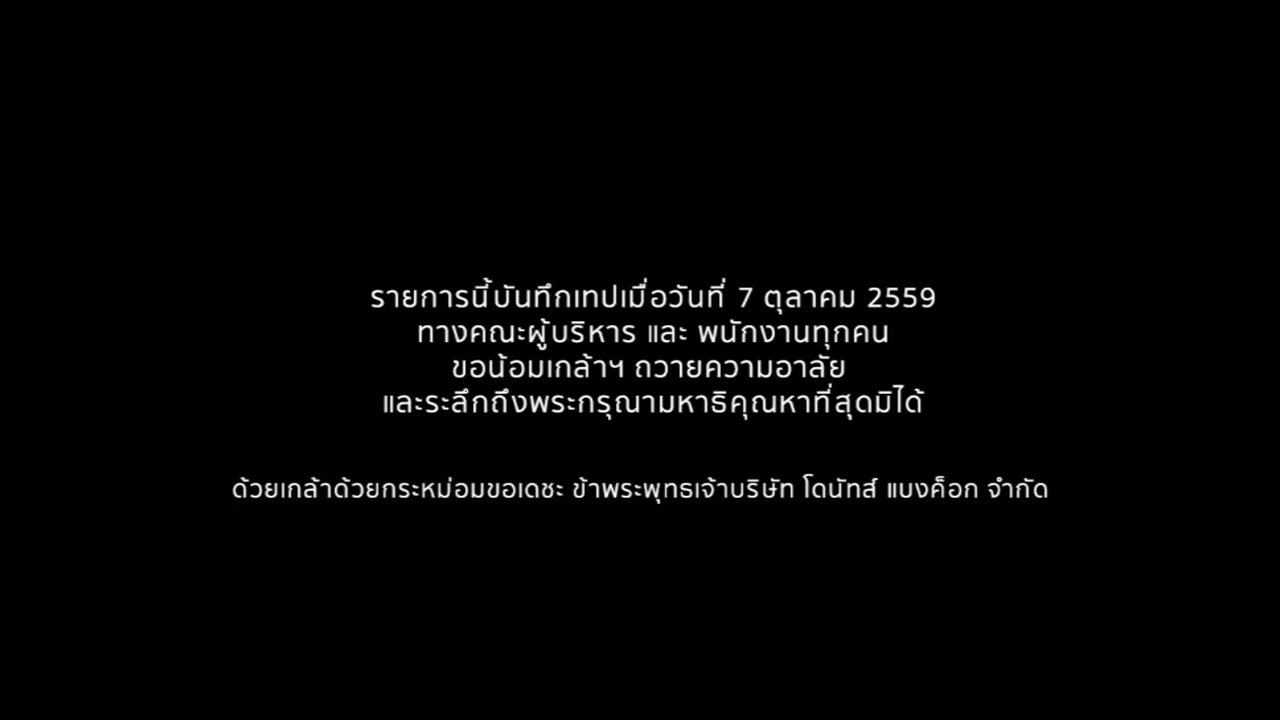 รายการนี้บันทึกเทปเมื่อวันที่ 7 ตุลาคม 2559
ทางคณะผู้บริหาร และ พนักงานทุกคน
ขอน้อมเกล้าฯ ถวายความอาลัย
และระลึกถึงพระกรุณามหาธิคุณหาที่สุดมิได้
ด้วยเกล้าด้วยกระหม่อมขอเดชะ ข้าพระพุทธเจ้าบริษัท โดนัทส์ แบงค็อก จำกัด